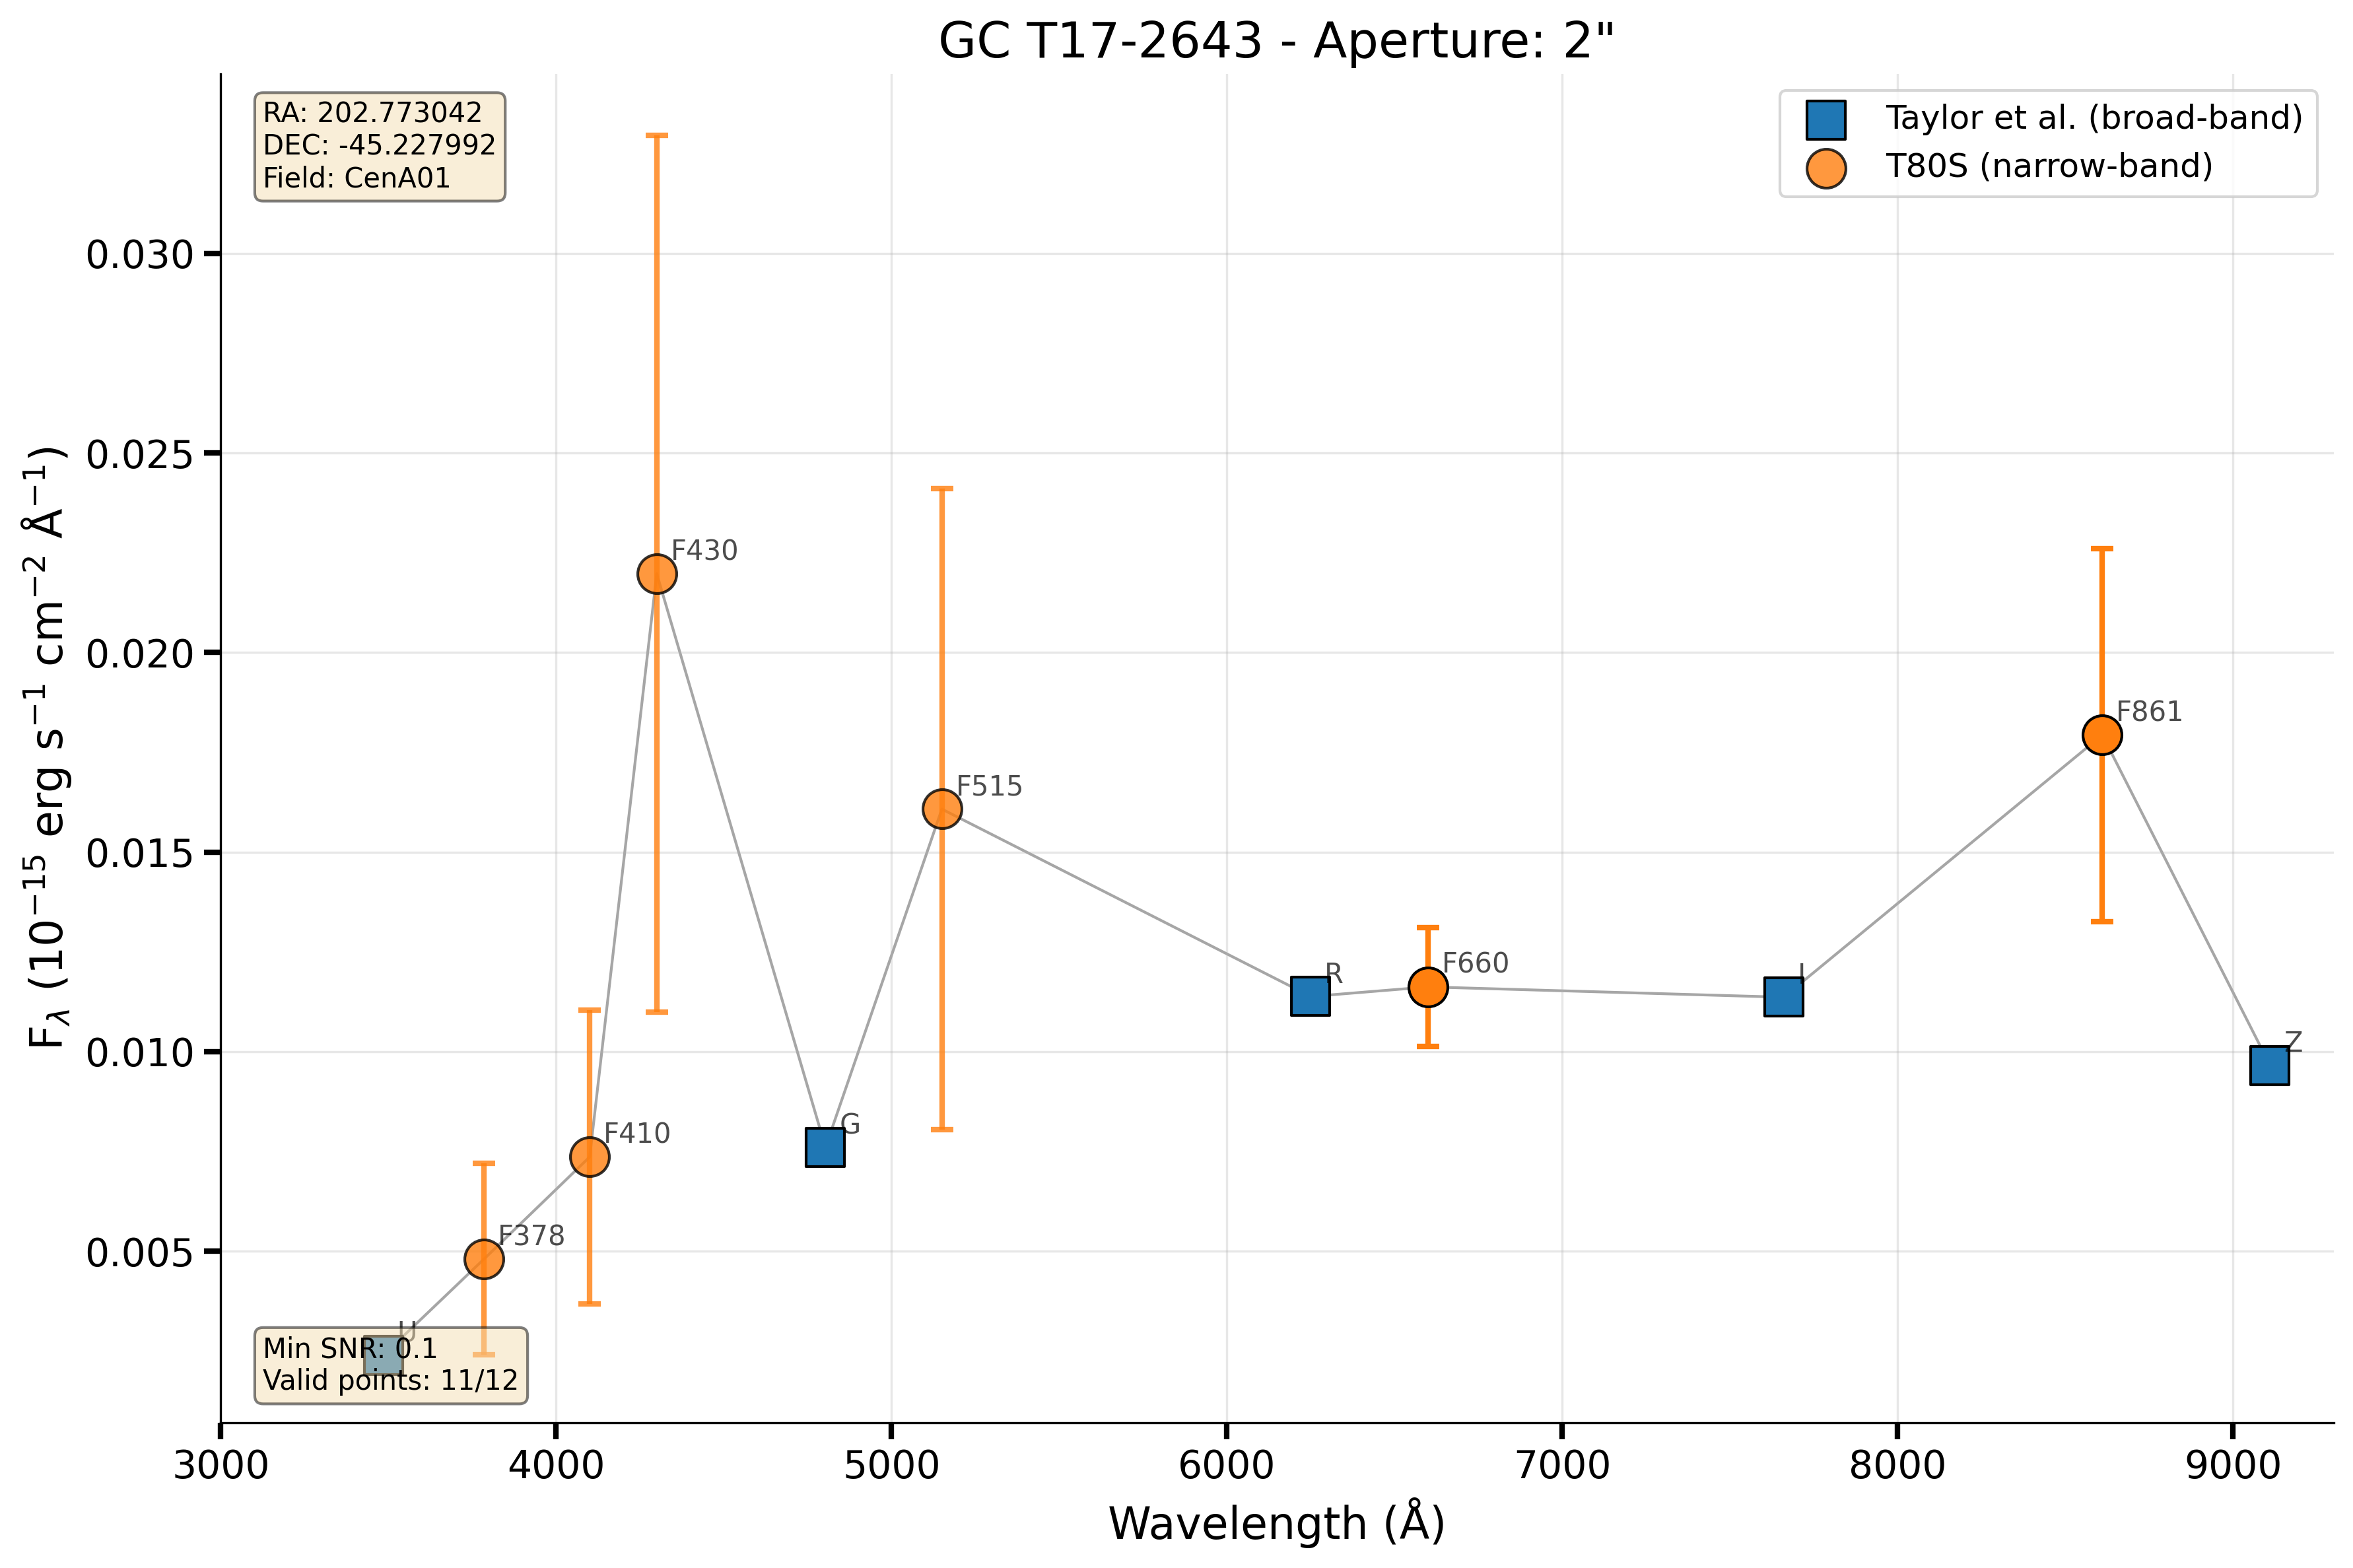 GC T17-2643 - Aperture: 2"
RA: 202.773042
DEC: -45.227992
Field: CenA01
Taylor et al. (broad-band)
T80S (narrow-band)
0.030
0.025
0.020
0.015
0.010
0.005
F$_{\lambda}$ (10$^{-15}$ erg s$^{-1}$ cm$^{-2}$ Å$^{-1}$)
F430
F515
F861
F660
R
I
Z
G
F410
F378
U
Min SNR: 0.1
Valid points: 11/12
3000
4000
5000
6000
7000
8000
9000
Wavelength (Å)